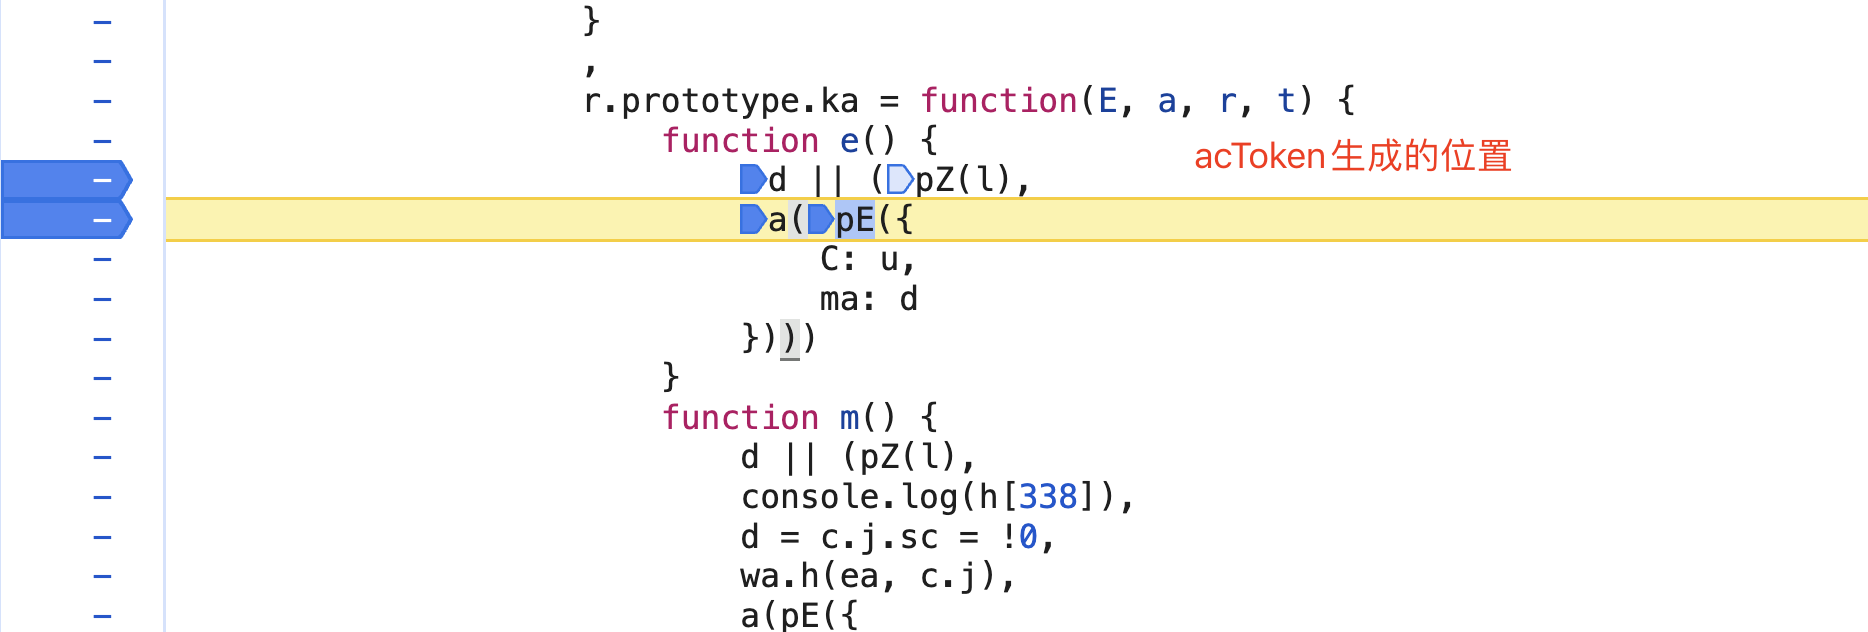 }
,
r.prototype.ka = function(E, a, r, t) {
function e() {
acToken生成的位置
d || (pZ(l),
a(pE({
C: u,
ma: d
})))
}
function m() {
d || (pZ(l),
console.log(h[338]),
d = c.j.sc = !0,
wa.h(ea, c.j),
a(pE({